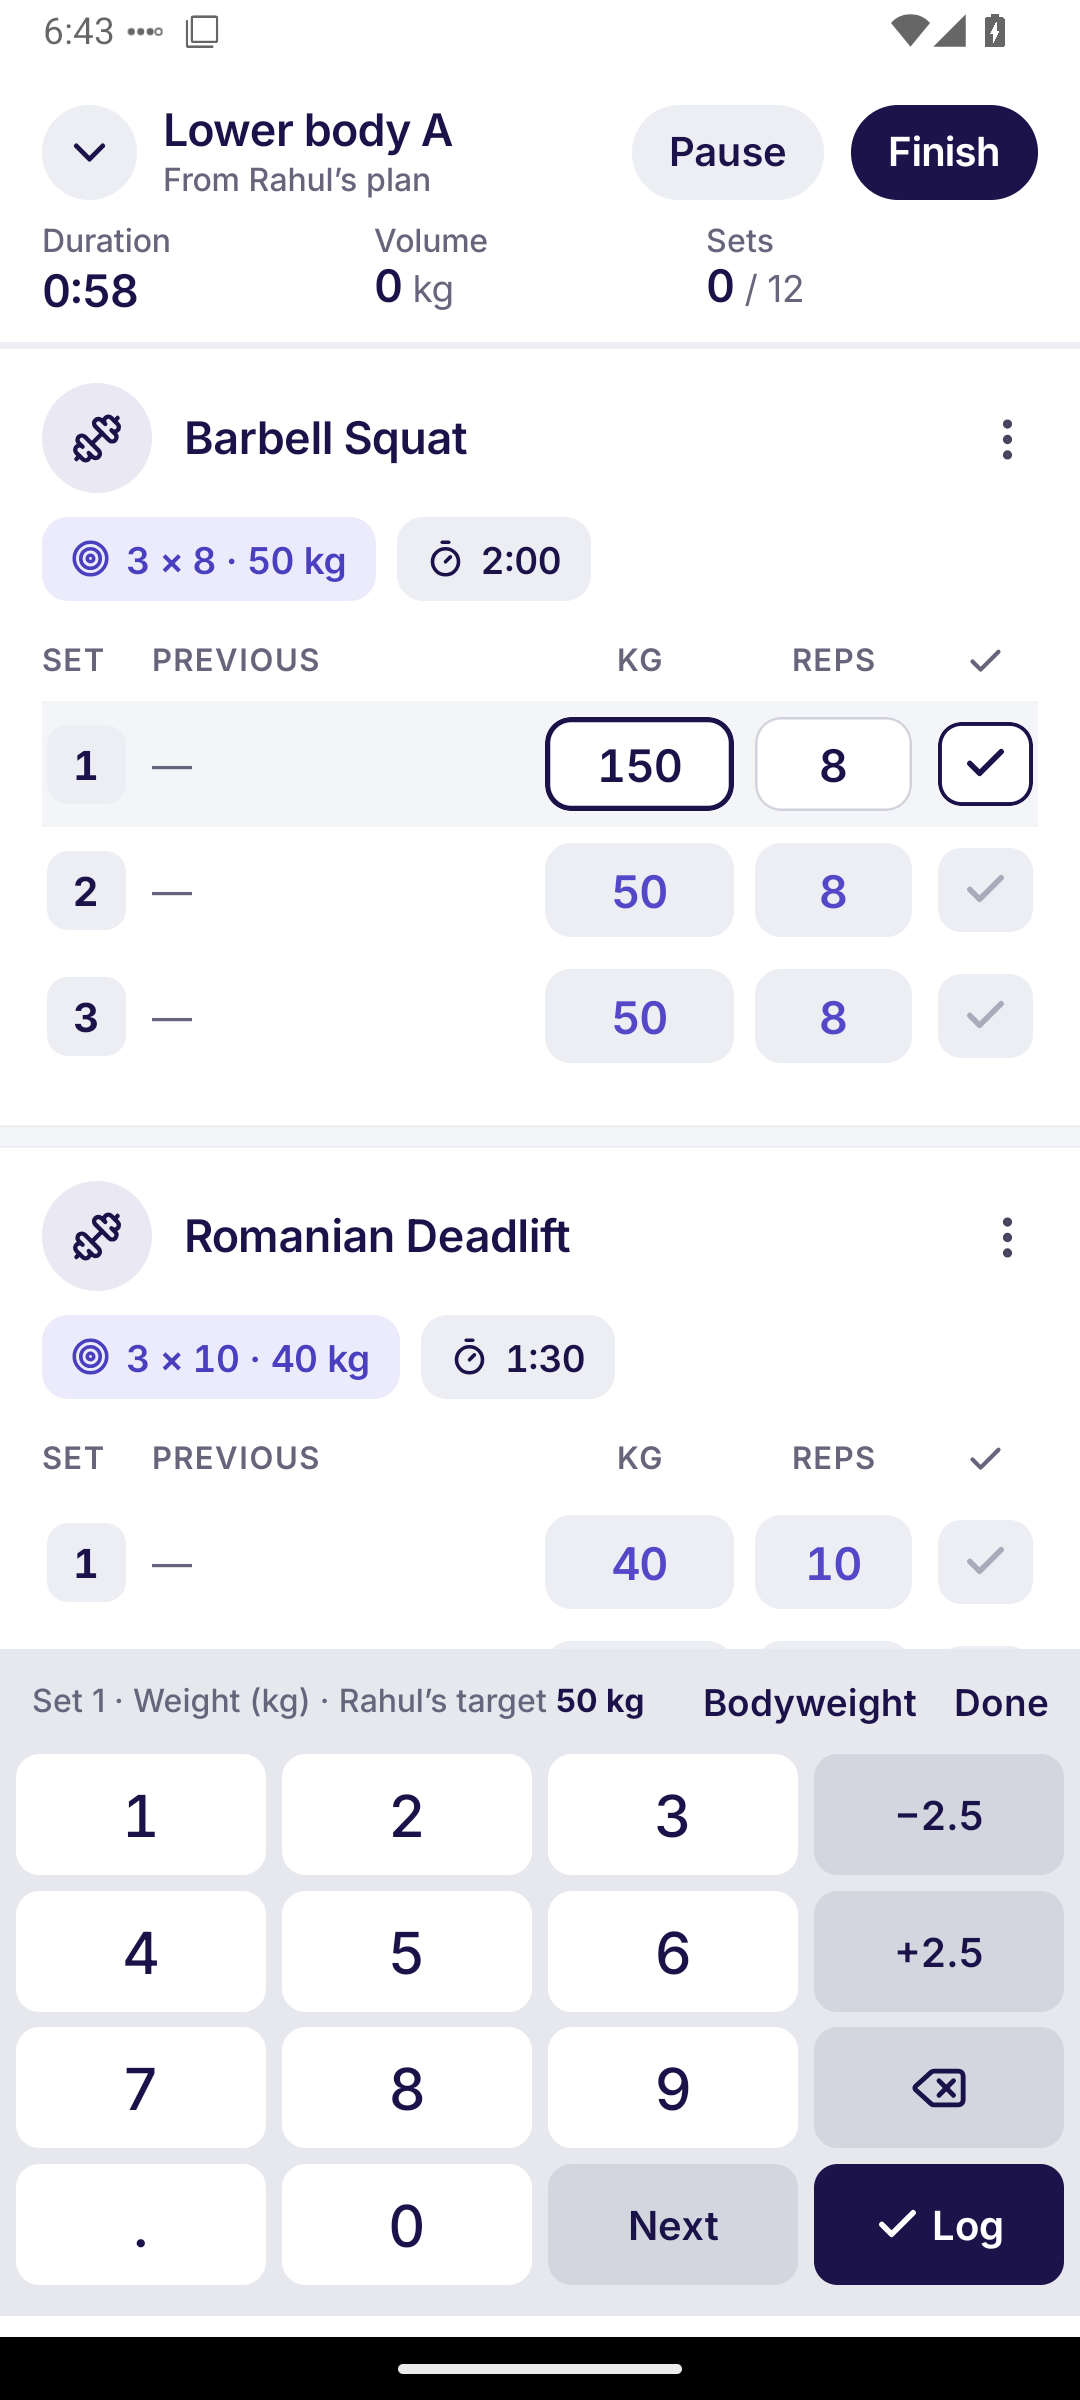 6:43
Lower body A
From Rahul’s plan
Pause
Finish
Duration
Volume
Sets
0:58
0 kg
0 / 12
Barbell Squat
3 × 8 · 50 kg
2:00
SET PREVIOUS KG REPS
1 — 150 8
2 — 50 8
3 — 50 8
Romanian Deadlift
3 × 10 · 40 kg
1:30
SET PREVIOUS KG REPS
1 — 40 10
Set 1 · Weight (kg) · Rahul’s target 50 kg
Bodyweight
Done
1 2 3 −2.5
4 5 6 +2.5
7 8 9
. 0 Next Log